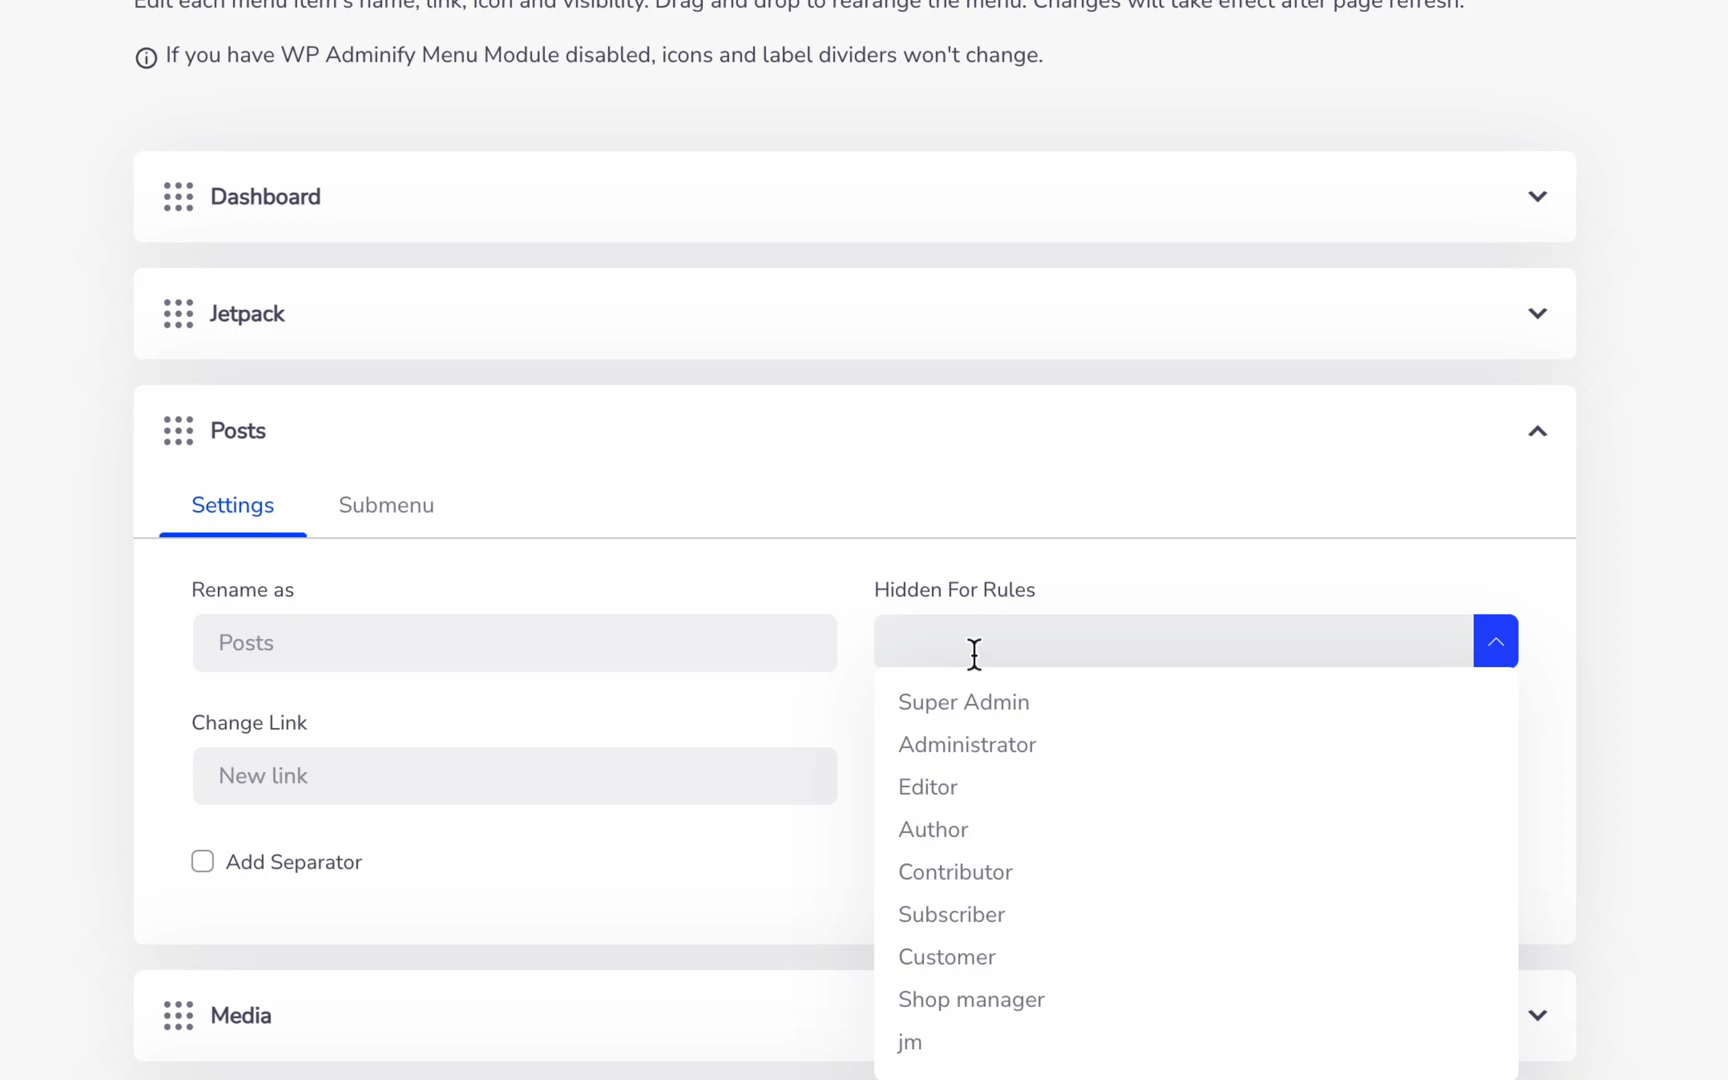 Edit each menu item's name, link, icon and visibility. Drag and drop to rearrange the menu. Changes will take effect after page refresh.
If you have WP Adminify Menu Module disabled, icons and label dividers won't change.
Dashboard
Jetpack
Posts
Settings Submenu
Rename as
Posts
Change Link
New link
Add Separator
Hidden For Rules
Super Admin
Administrator
Editor
Author
Contributor
Subscriber
Customer
Shop manager
jm
Media